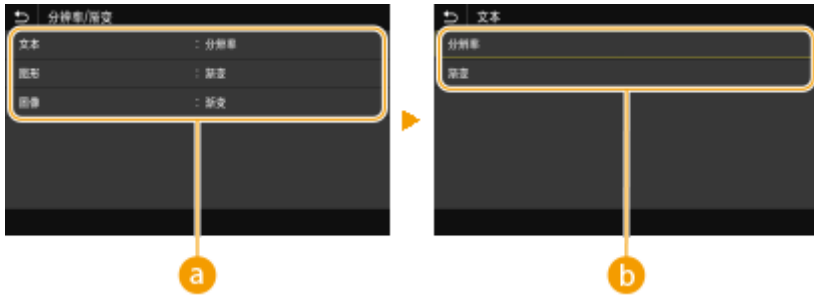 分辨率/渐变
文本 : 分辨率
图形 : 渐变
图像 : 渐变
a
文本
分辨率
渐变
b